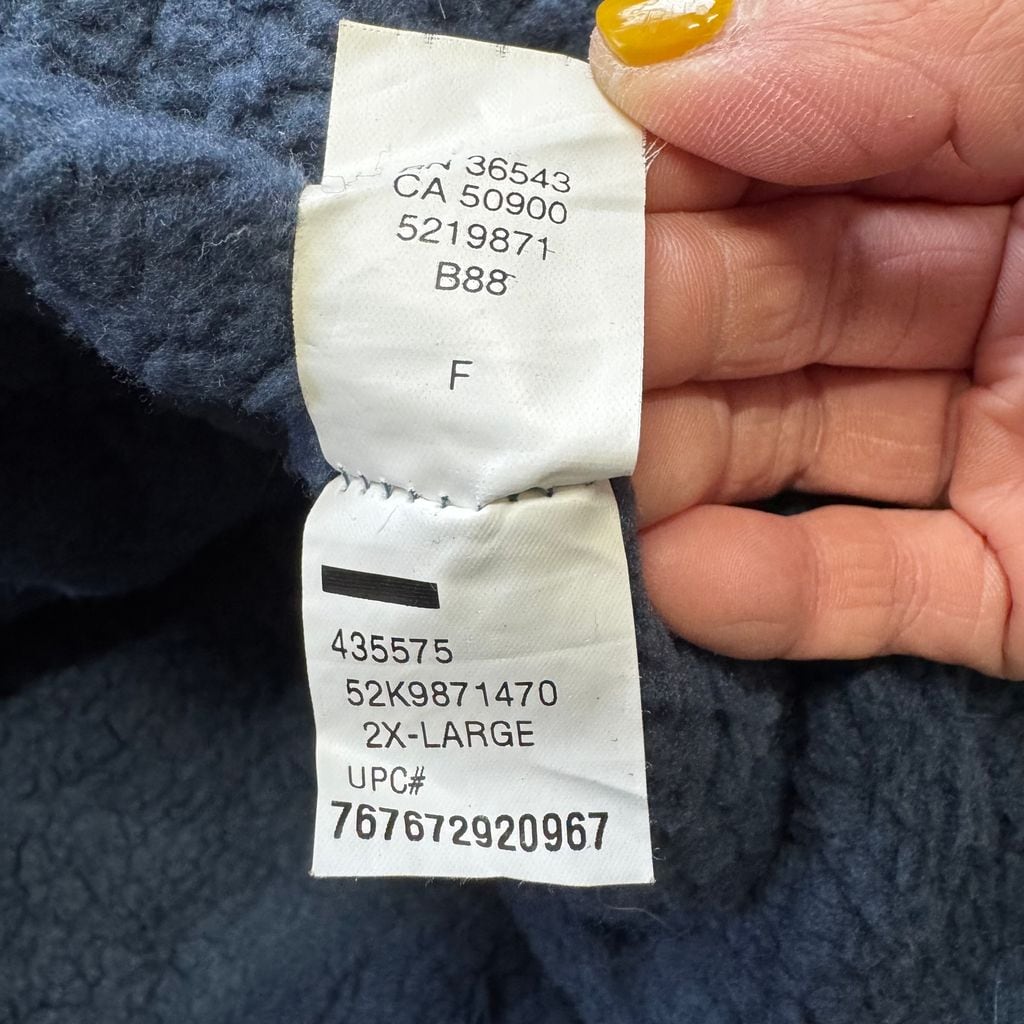 36543
CA 50900
5219871
B88
F
435575
52K9871470
2X-LARGE
UPC#
767672920967